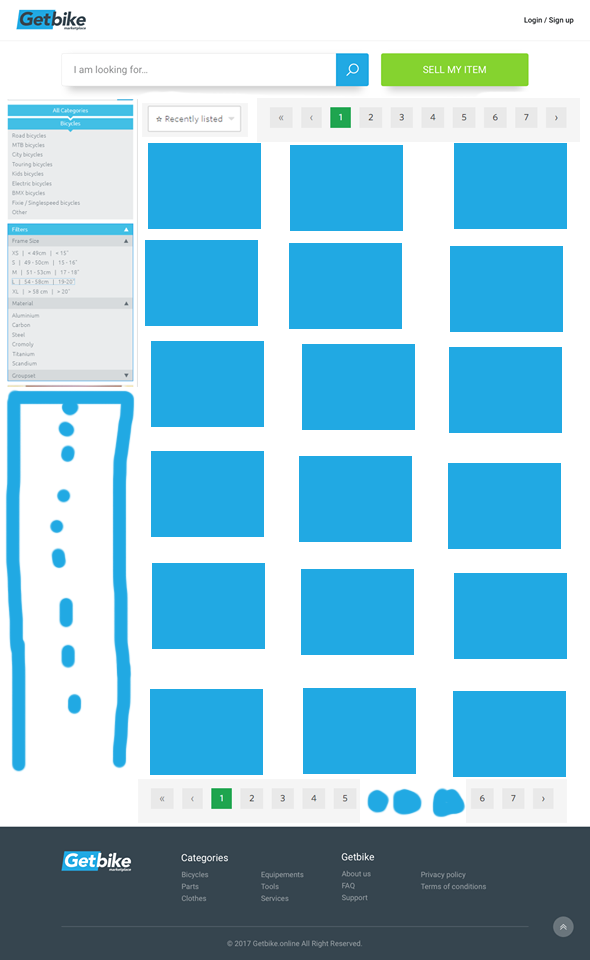 Getbike
marketplace
Login / Sign up
I am looking for...
SELL MY ITEM
All Categories
Bicycles
Road bicycles
MTB bicycles
City bicycles
Touring bicycles
Kids bicycles
Electric bicycles
BMX bicycles
Fixie / Singlespeed bicycles
Other
Filters
Frame Size
XS | < 49cm | < 15"
S | 49 - 50cm | 15 - 16"
M | 51 - 53cm | 17 - 18"
L | 54 - 58cm | 19-20"
XL | > 58 cm | > 20"
Material
Aluminium
Carbon
Steel
Cromoly
Titanium
Scandium
Groupset
☆ Recently listed
« ‹ 1 2 3 4 5 6 7 ›
« ‹ 1 2 3 4 5 6 7 ›
Getbike
marketplace
Categories
Bicycles
Parts
Clothes
Equipements
Tools
Services
Getbike
About us
FAQ
Support
Privacy policy
Terms of conditions
© 2017 Getbike.online All Right Reserved.